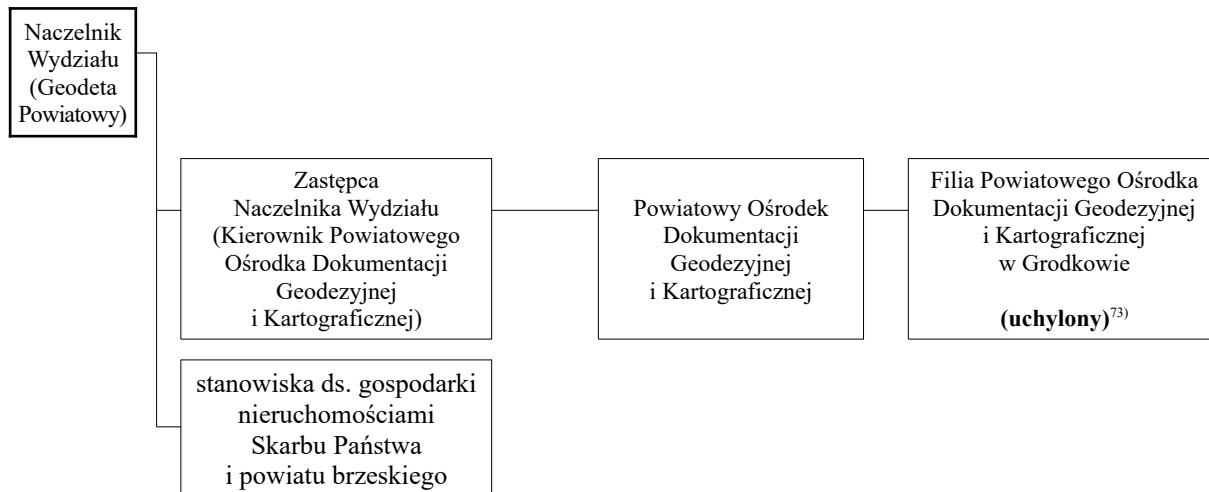 Naczelnik
Wydziału
(Geodeta
Powiatowy)
Zastępca
Naczelnika Wydziału
(Kierownik Powiatowego
Ośrodka Dokumentacji
Geodezyjnej
i Kartograficznej)
Powiatowy Ośrodek
Dokumentacji
Geodezyjnej
i Kartograficznej
Filia Powiatowego Ośrodka
Dokumentacji Geodezyjnej
i Kartograficznej
w Grodkowie
(uchylony)73)
stanowiska ds. gospodarki
nieruchomościami
Skarbu Państwa
i powiatu brzeskiego